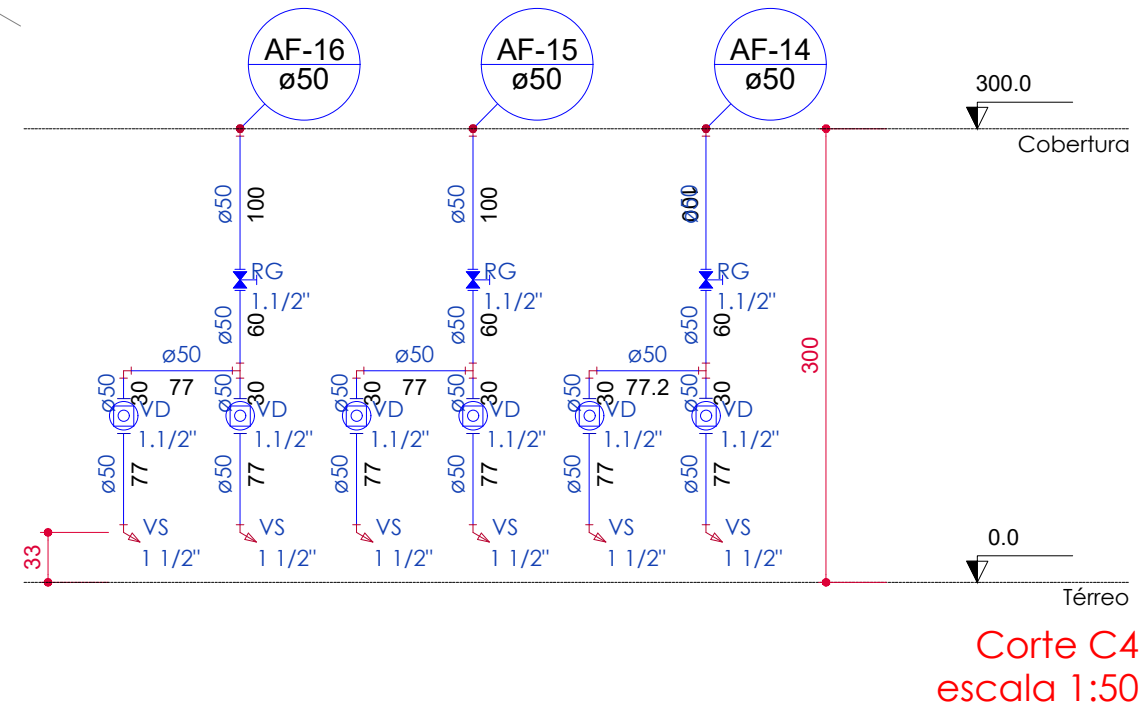 AF-16
ø50
AF-15
ø50
AF-14
ø50
300.0
Cobertura
ø50
100
ø50
100
ø50
100
RG
1.1/2"
RG
1.1/2"
RG
1.1/2"
ø50
60
ø50
60
ø50
60
300
ø50
77
ø50
77
ø50
77.2
ø50
30
ø50
30
ø50
30
ø50
30
ø50
30
ø50
30
VD
1.1/2"
VD
1.1/2"
VD
1.1/2"
VD
1.1/2"
VD
1.1/2"
VD
1.1/2"
ø50
77
ø50
77
ø50
77
ø50
77
ø50
77
ø50
77
VS
1 1/2"
VS
1 1/2"
VS
1 1/2"
VS
1 1/2"
VS
1 1/2"
VS
1 1/2"
33
0.0
Térreo
Corte C4
escala 1:50